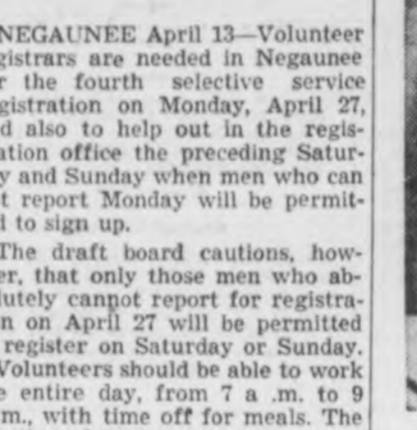 NEGAUNEE April 13—Volunteer
gistrars are needed in Negaunee
r the fourth selective service
gistration on Monday, April 27,
d also to help out in the regis-
ation office the preceding Satur-
y and Sunday when men who can
t report Monday will be permit-
d to sign up.
The draft board cautions, how-
er, that only those men who ab-
lutely cannot report for registra-
n on April 27 will be permitted
register on Saturday or Sunday.
Volunteers should be able to work
e entire day, from 7 a .m. to 9
m., with time off for meals. The